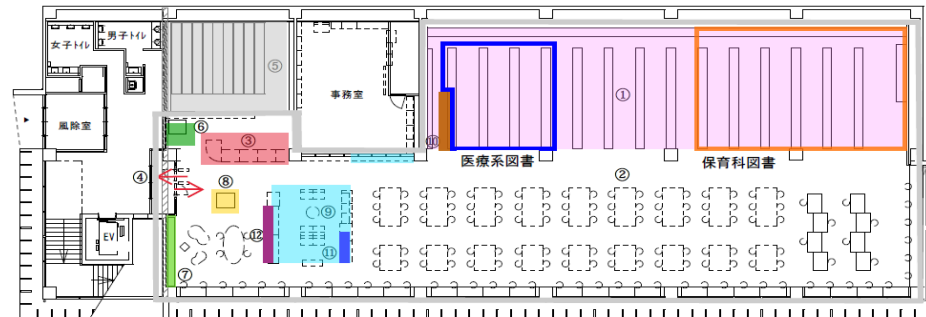 女子トイレ
男子トイレ
⑤
事務室
①
風除室
⑥
③
⑩
医療系図書
保育科図書
④
②
⑧
⑨
EV
⑫
⑪
⑦